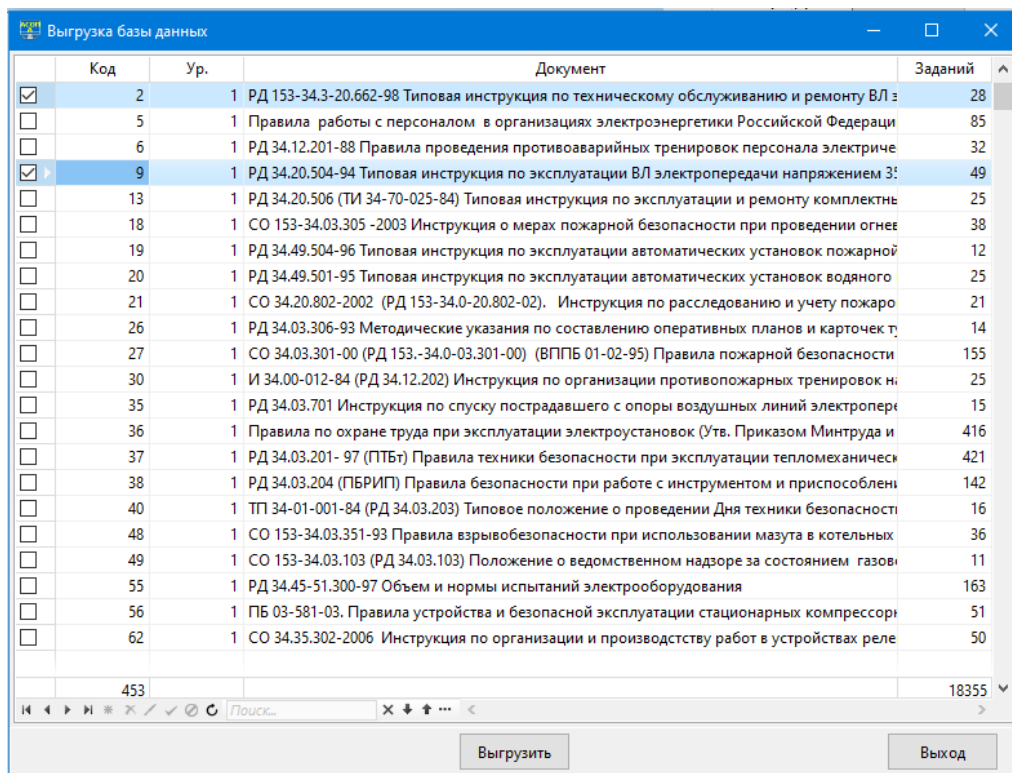 Выгрузка базы данных
Код Ур. Документ Заданий
2 1 РД 153-34.3-20.662-98 Типовая инструкция по техническому обслуживанию и ремонту ВЛ 28
5 1 Правила работы с персоналом в организациях электроэнергетики Российской Федераци 85
6 1 РД 34.12.201-88 Правила проведения противоаварийных тренировок персонала электриче 32
9 1 РД 34.20.504-94 Типовая инструкция по эксплуатации ВЛ электропередачи напряжением 35 49
13 1 РД 34.20.506 (ТИ 34-70-025-84) Типовая инструкция по эксплуатации и ремонту комплектны 25
18 1 СО 153-34.03.305 -2003 Инструкция о мерах пожарной безопасности при проведении огнев 38
19 1 РД 34.49.504-96 Типовая инструкция по эксплуатации автоматических установок пожарной 12
20 1 РД 34.49.501-95 Типовая инструкция по эксплуатации автоматических установок водяного 25
21 1 СО 34.20.802-2002 (РД 153-34.0-20.802-02). Инструкция по расследованию и учету пожаро 21
26 1 РД 34.03.306-93 Методические указания по составлению оперативных планов и карточек ту 14
27 1 СО 34.03.301-00 (РД 153.-34.0-03.301-00) (ВППБ 01-02-95) Правила пожарной безопасности 155
30 1 И 34.00-012-84 (РД 34.12.202) Инструкция по организации противопожарных тренировок на 25
35 1 РД 34.03.701 Инструкция по спуску пострадавшего с опоры воздушных линий электропере 15
36 1 Правила по охране труда при эксплуатации электроустановок (Утв. Приказом Минтруда и 416
37 1 РД 34.03.201- 97 (ПТБт) Правила техники безопасности при эксплуатации тепломеханическ 421
38 1 РД 34.03.204 (ПБРИП) Правила безопасности при работе с инструментом и приспособлени 142
40 1 ТП 34-01-001-84 (РД 34.03.203) Типовое положение о проведении Дня техники безопасност 16
48 1 СО 153-34.03.351-93 Правила взрывобезопасности при использовании мазута в котельных 36
49 1 СО 153-34.03.103 (РД 34.03.103) Положение о ведомственном надзоре за состоянием газов 11
55 1 РД 34.45-51.300-97 Объем и нормы испытаний электрооборудования 163
56 1 ПБ 03-581-03. Правила устройства и безопасной эксплуатации стационарных компрессорн 51
62 1 СО 34.35.302-2006 Инструкция по организации и производстству работ в устройствах реле 50
453 18355
Поиск...
Выгрузить Выход